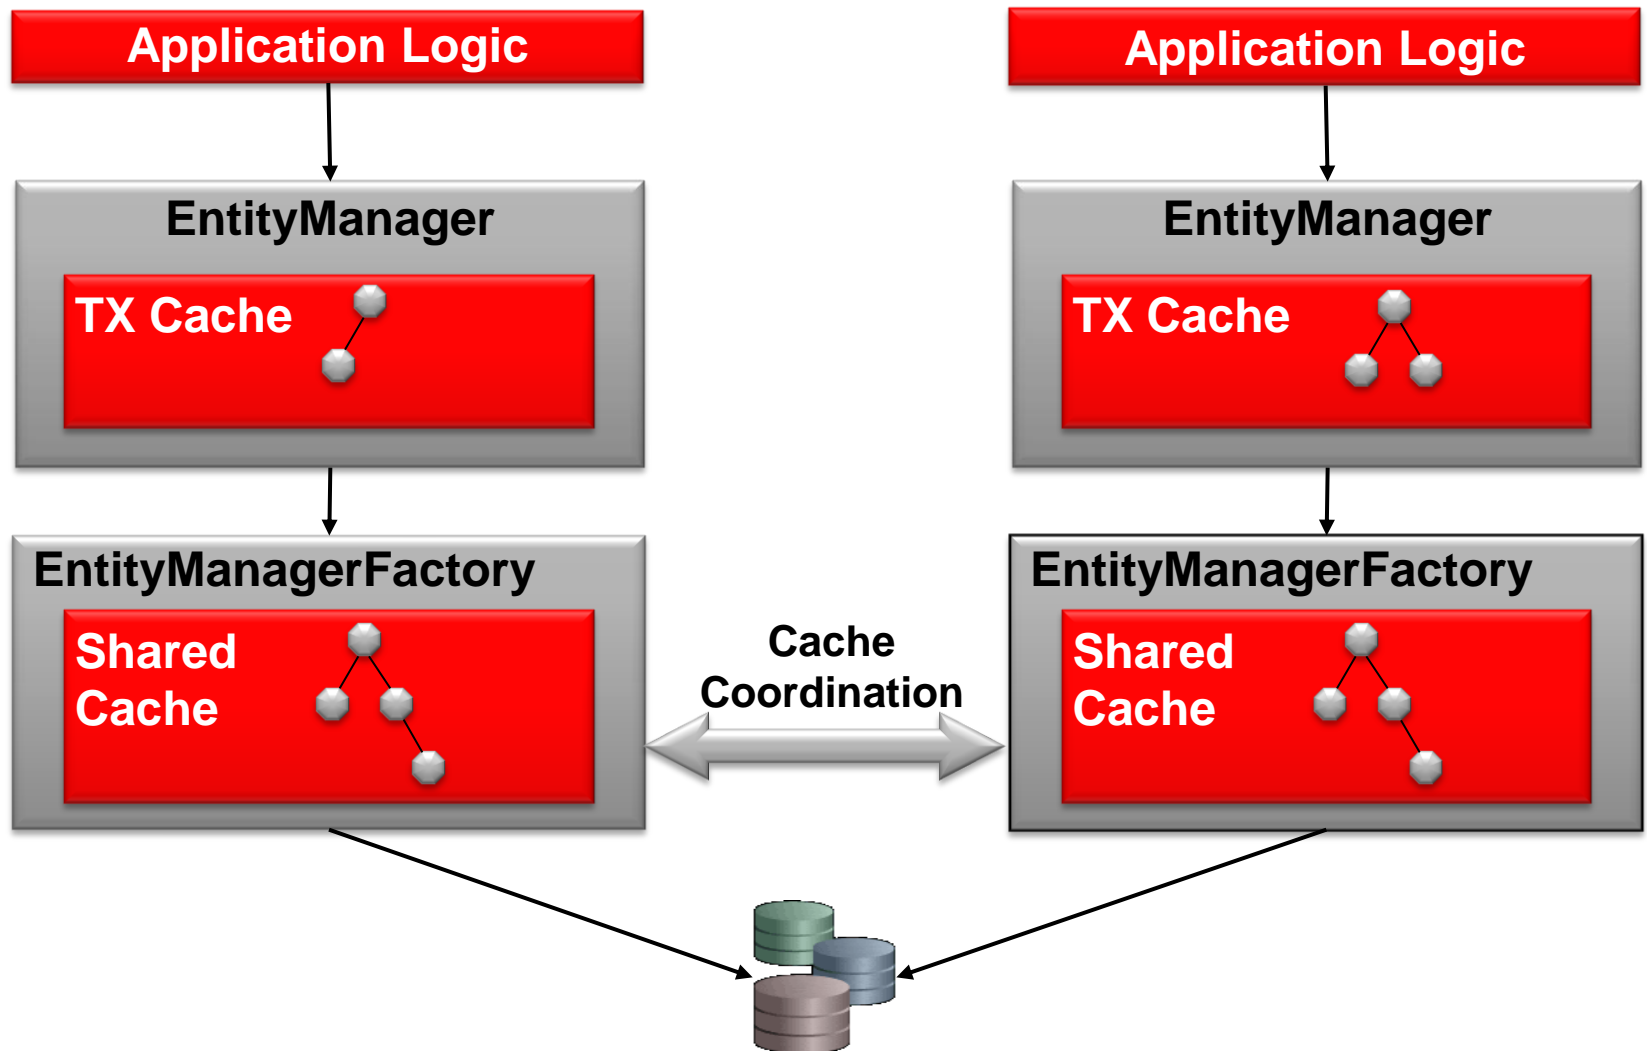 Application Logic
EntityManager
TX Cache
EntityManagerFactory
Shared
Cache
Cache
Coordination
Application Logic
EntityManager
TX Cache
EntityManagerFactory
Shared
Cache